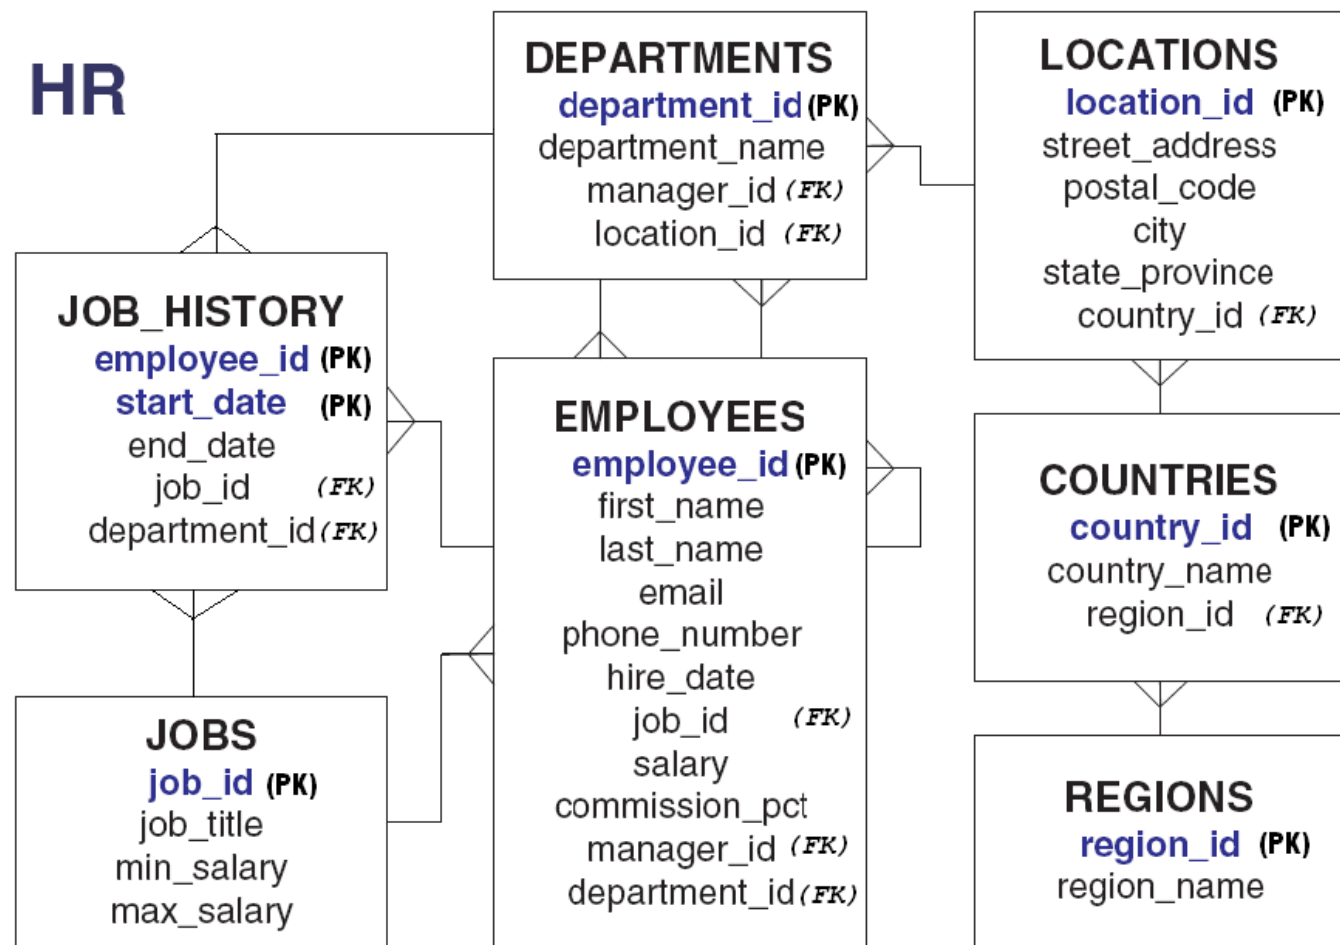 HR
DEPARTMENTS
department_id (PK)
department_name
manager_id (FK)
location_id (FK)
LOCATIONS
location_id (PK)
street_address
postal_code
city
state_province
country_id (FK)
JOB_HISTORY
employee_id (PK)
start_date (PK)
end_date
job_id (FK)
department_id (FK)
EMPLOYEES
employee_id (PK)
first_name
last_name
email
phone_number
hire_date
job_id (FK)
salary
commission_pct
manager_id (FK)
department_id (FK)
COUNTRIES
country_id (PK)
country_name
region_id (FK)
JOBS
job_id (PK)
job_title
min_salary
max_salary
REGIONS
region_id (PK)
region_name